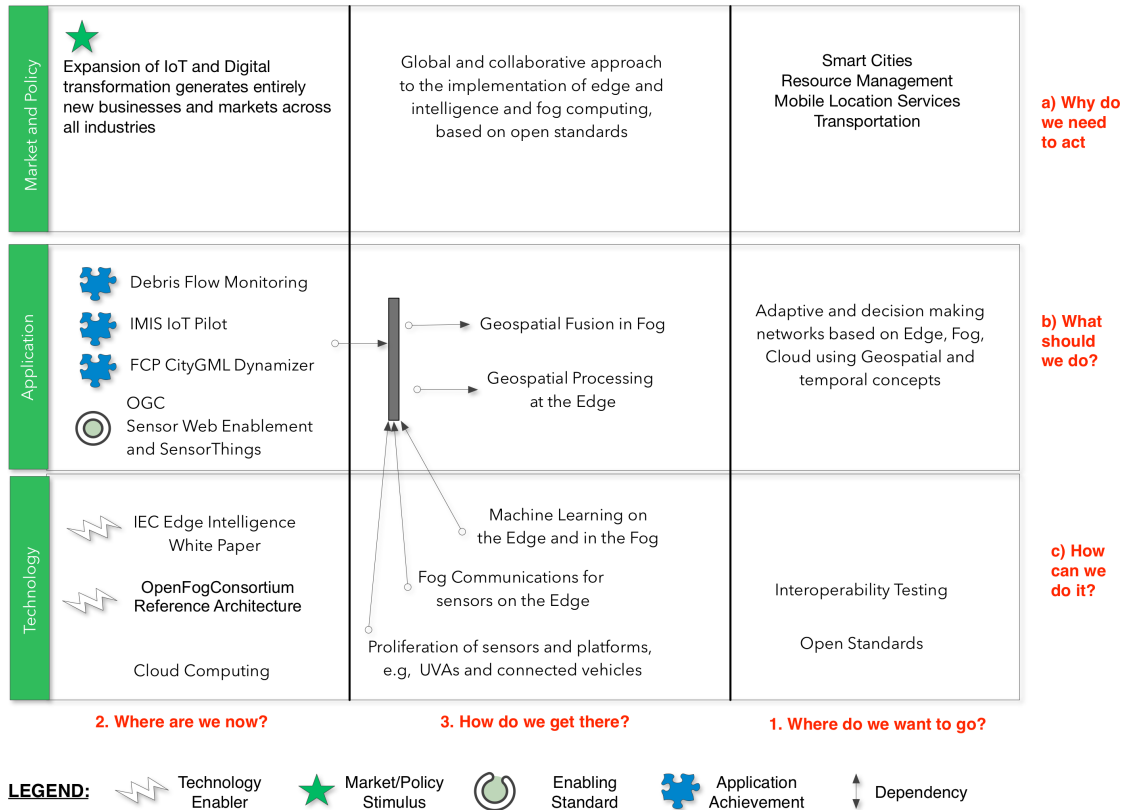 Market and Policy
Expansion of IoT and Digital
transformation generates entirely
new businesses and markets across
all industries
Global and collaborative approach
to the implementation of edge and
intelligence and fog computing,
based on open standards
Smart Cities
Resource Management
Mobile Location Services
Transportation
a) Why do
we need
to act
Application
Debris Flow Monitoring
IMIS IoT Pilot
FCP CityGML Dynamizer
OGC
Sensor Web Enablement
and SensorThings
Geospatial Fusion in Fog
Geospatial Processing
at the Edge
Adaptive and decision making
networks based on Edge, Fog,
Cloud using Geospatial and
temporal concepts
b) What
should
we do?
Technology
IEC Edge Intelligence
White Paper
OpenFogConsortium
Reference Architecture
Cloud Computing
Machine Learning on
the Edge and in the Fog
Fog Communications for
sensors on the Edge
Proliferation of sensors and platforms,
e.g, UVAs and connected vehicles
Interoperability Testing
Open Standards
c) How
can we
do it?
2. Where are we now?
3. How do we get there?
1. Where do we want to go?
LEGEND:
Technology
Enabler
Market/Policy
Stimulus
Enabling
Standard
Application
Achievement
Dependency